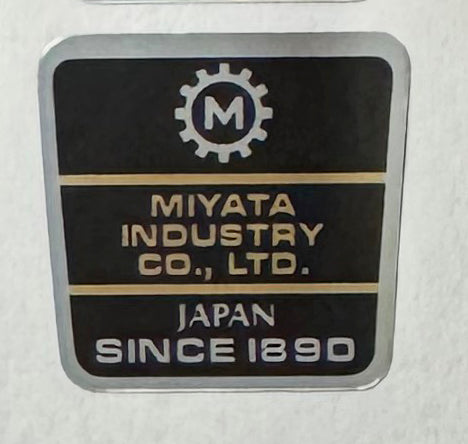 M
MIYATA
INDUSTRY
CO., LTD.
JAPAN
SINCE 1890